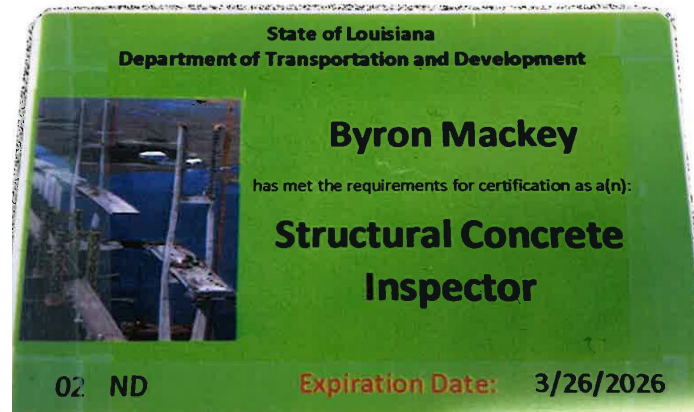 State of Louisiana
Department of Transportation and Development
Byron Mackey
has met the requirements for certification as a(n):
Structural Concrete
Inspector
02 ND Expiration Date: 3/26/2026